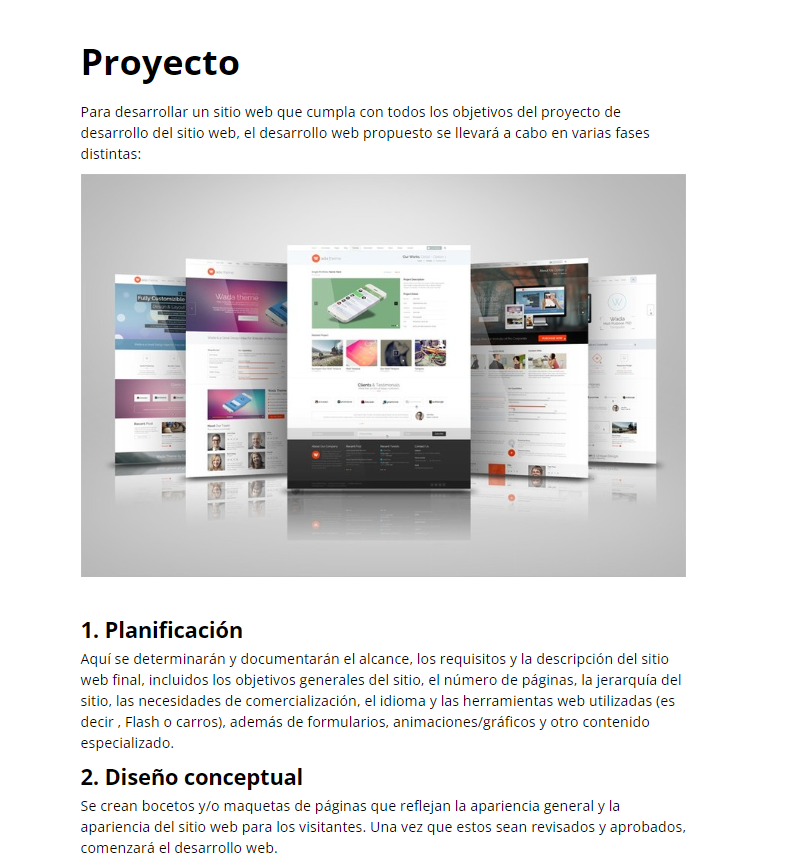 Proyecto
Para desarrollar un sitio web que cumpla con todos los objetivos del proyecto de
desarrollo del sitio web, el desarrollo web propuesto se llevará a cabo en varias fases
distintas:
Fully Customizible
Wada theme
Our Works
Clients & Testimonials
Wada
1. Planificación
Aquí se determinarán y documentarán el alcance, los requisitos y la descripción del sitio
web final, incluidos los objetivos generales del sitio, el número de páginas, la jerarquía del
sitio, las necesidades de comercialización, el idioma y las herramientas web utilizadas (es
decir , Flash o carros), además de formularios, animaciones/gráficos y otro contenido
especializado.
2. Diseño conceptual
Se crean bocetos y/o maquetas de páginas que reflejan la apariencia general y la
apariencia del sitio web para los visitantes. Una vez que estos sean revisados y aprobados,
comenzará el desarrollo web.